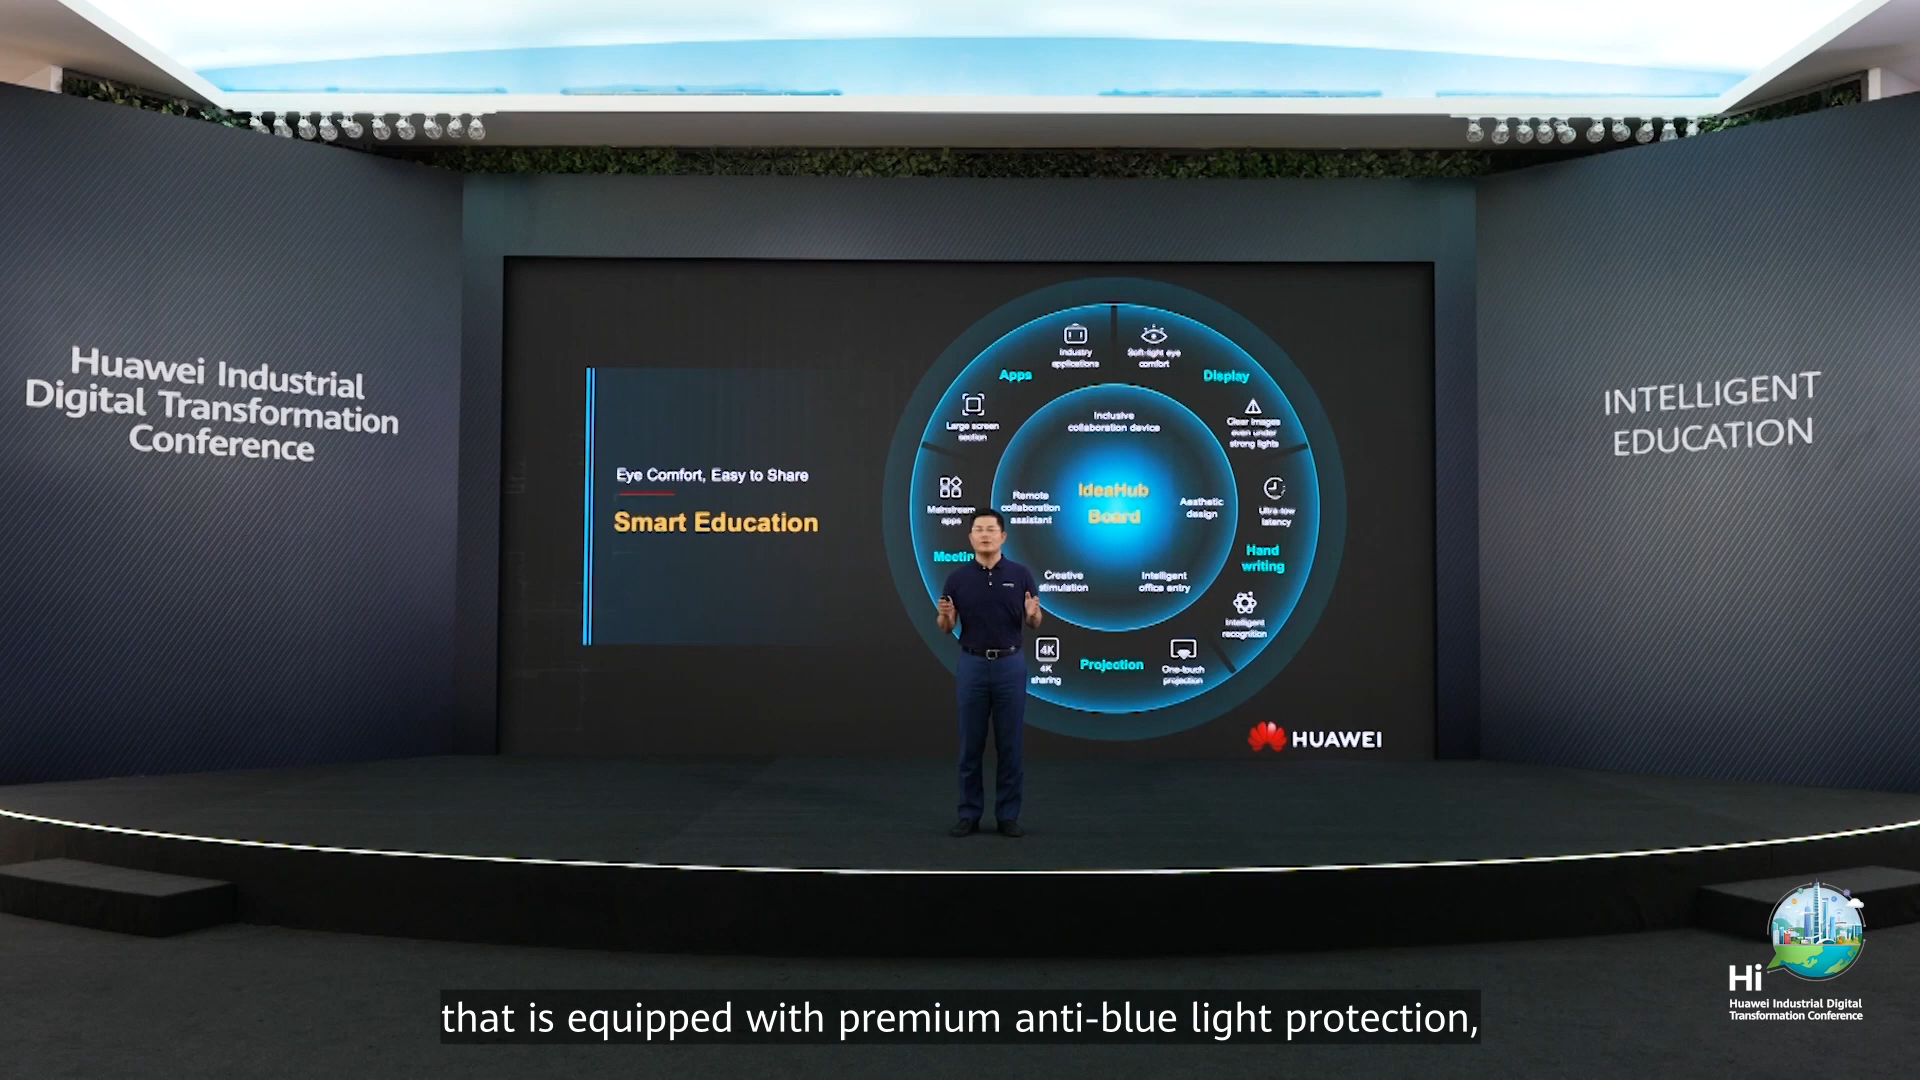 Huawei Industrial
Digital Transformation
Conference
INTELLIGENT
EDUCATION
Eye Comfort, Easy to Share
Smart Education
Industry
applications
Soft-light eye
comfort
Apps
Display
Large screen
section
Clear images
even under
strong lights
Inclusive
collaboration device
Mainstream
apps
Remote
collaboration
assistant
IdeaHub
Board
Aesthetic
design
Ultra-low
latency
Meetin
Hand
writing
Creative
stimulation
Intelligent
office entry
Intelligent
recognition
4K
4K
sharing
Projection
One-touch
projection
HUAWEI
Hi
Huawei Industrial Digital
Transformation Conference
that is equipped with premium anti-blue light protection,